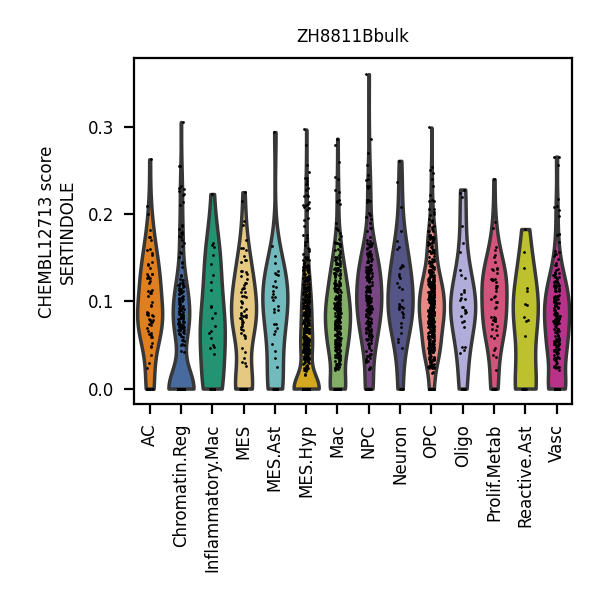 ZH8811Bbulk
CHEMBL12713 score
SERTINDOLE
0.3
0.2
0.1
0.0
AC
Chromatin.Reg
Inflammatory.Mac
MES
MES.Ast
MES.Hyp
Mac
NPC
Neuron
OPC
Oligo
Prolif.Metab
Reactive.Ast
Vasc